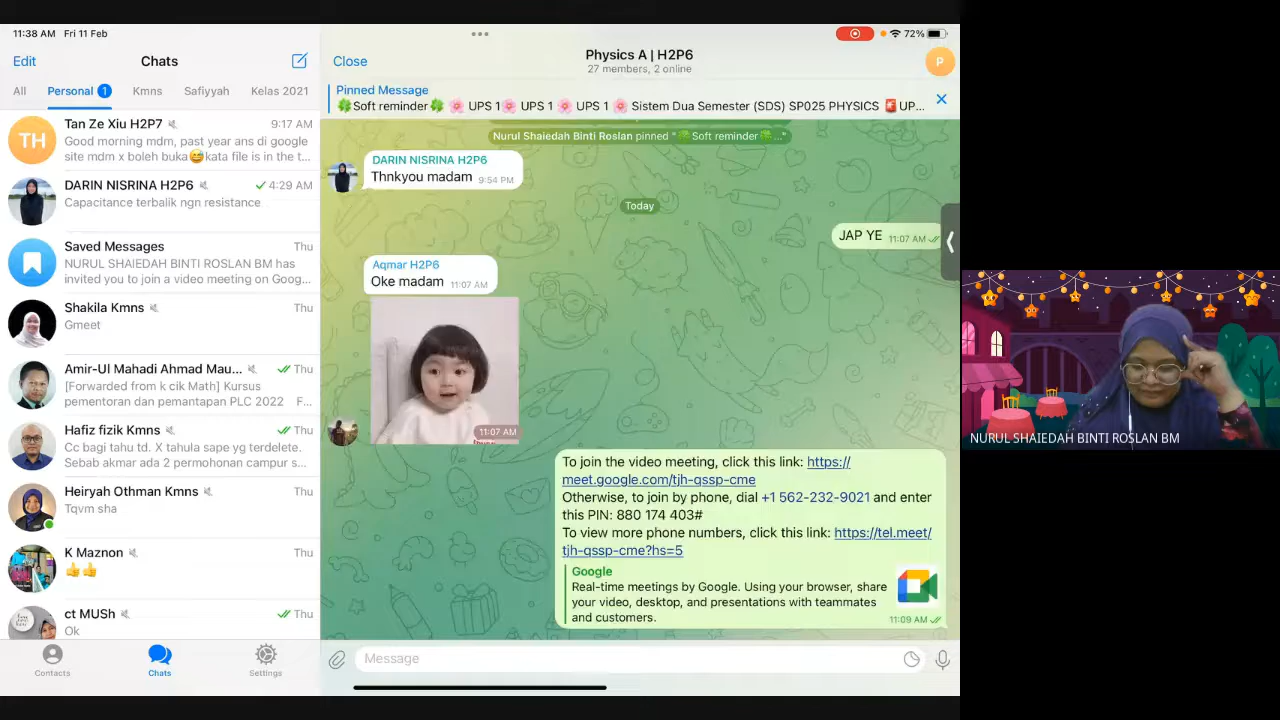 11:38 AM Fri 11 Feb
72%
Edit
Chats
All
Personal 1
Kmns
Safiyyah
Kelas 2021
TH
Tan Ze Xiu H2P7
9:17 AM
Good morning mdm, past year ans di google
site mdm x boleh buka😅kata file is in the t...
DARIN NISRINA H2P6
4:29 AM
Capacitance terbalik ngn resistance
Saved Messages
Thu
NURUL SHAIEDAH BINTI ROSLAN BM has
invited you to join a video meeting on Goog...
Shakila Kmns
Thu
Gmeet
Amir-Ul Mahadi Ahmad Mau...
Thu
[Forwarded from k cik Math] Kursus
pementoran dan pemantapan PLC 2022 F...
Hafiz fizik Kmns
Thu
Cc bagi tahu td. X tahula sape yg terdelete.
Sebab akmar ada 2 permohonan campur s...
Heiryah Othman Kmns
Thu
Tqvm sha
K Maznon
Thu
👍👍
ct MUSh
Thu
Ok
Contacts
Chats
Settings
Close
Physics A | H2P6
27 members, 2 online
P
Pinned Message
🍀Soft reminder🍀 🌸 UPS 1🌸 UPS 1 🌸 UPS 1 🌸 Sistem Dua Semester (SDS) SP025 PHYSICS 🚨UP...
Nurul Shaiedah Binti Roslan pinned "🍀Soft reminder🍀..."
DARIN NISRINA H2P6
Thnkyou madam 9:54 PM
Today
JAP YE 11:07 AM
Aqmar H2P6
Oke madam 11:07 AM
11:07 AM
To join the video meeting, click this link: https://
meet.google.com/tjh-qssp-cme
Otherwise, to join by phone, dial +1 562-232-9021 and enter
this PIN: 880 174 403#
To view more phone numbers, click this link: https://tel.meet/
tjh-qssp-cme?hs=5
Google
Real-time meetings by Google. Using your browser, share
your video, desktop, and presentations with teammates
and customers.
11:09 AM
Message
NURUL SHAIEDAH BINTI ROSLAN BM